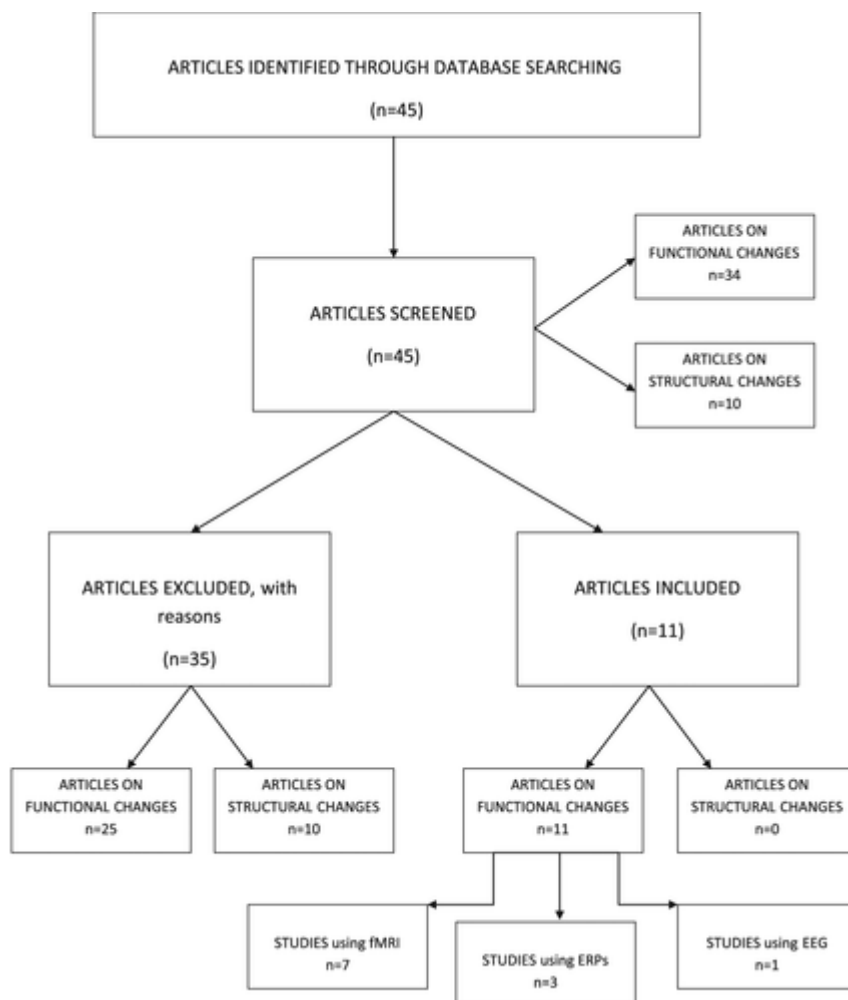 ARTICLES IDENTIFIED THROUGH DATABASE SEARCHING
(n=45)
ARTICLES ON
FUNCTIONAL CHANGES
n=34
ARTICLES SCREENED
(n=45)
ARTICLES ON
STRUCTURAL CHANGES
n=10
ARTICLES EXCLUDED, with
reasons
(n=35)
ARTICLES INCLUDED
(n=11)
ARTICLES ON
FUNCTIONAL CHANGES
n=25
ARTICLES ON
STRUCTURAL CHANGES
n=10
ARTICLES ON
FUNCTIONAL CHANGES
n=11
ARTICLES ON
STRUCTURAL CHANGES
n=0
STUDIES using fMRI
n=7
STUDIES using ERPs
n=3
STUDIES using EEG
n=1